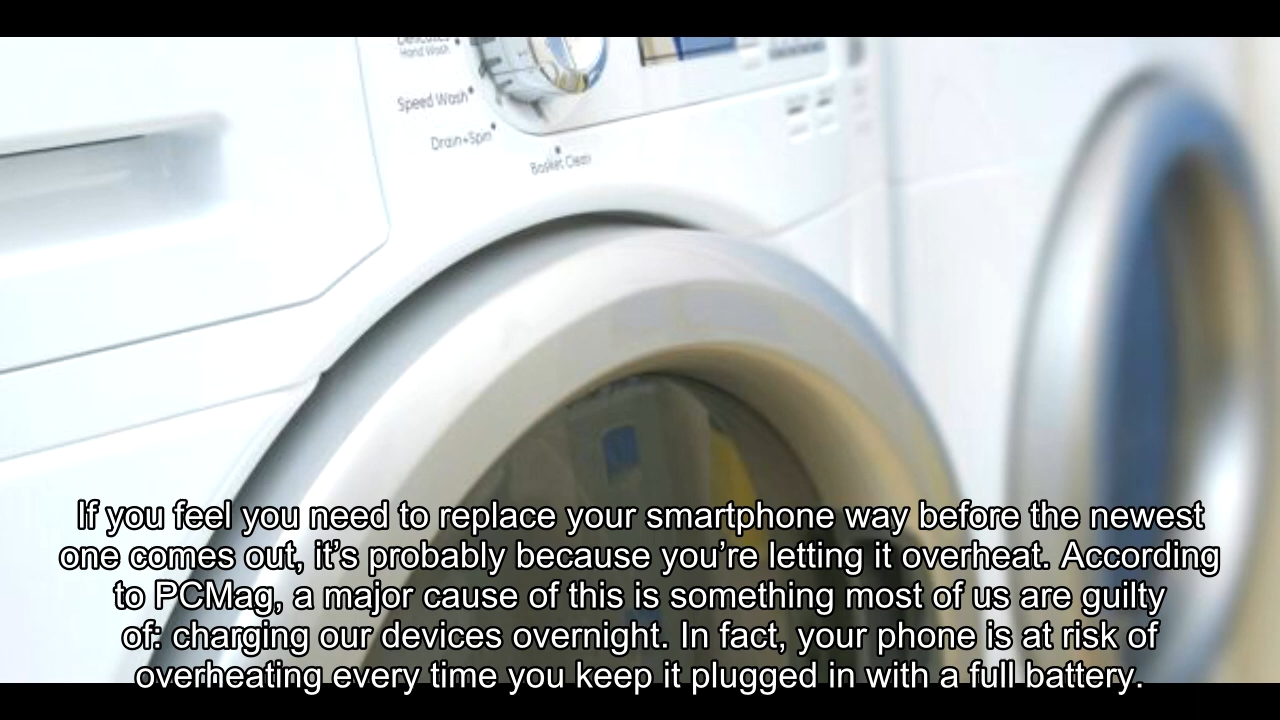 Delicates
Hand Wash
Speed Wash
Drain+Spin
Basket Clean
If you feel you need to replace your smartphone way before the newest
one comes out, it’s probably because you’re letting it overheat. According
to PCMag, a major cause of this is something most of us are guilty
of: charging our devices overnight. In fact, your phone is at risk of
overheating every time you keep it plugged in with a full battery.